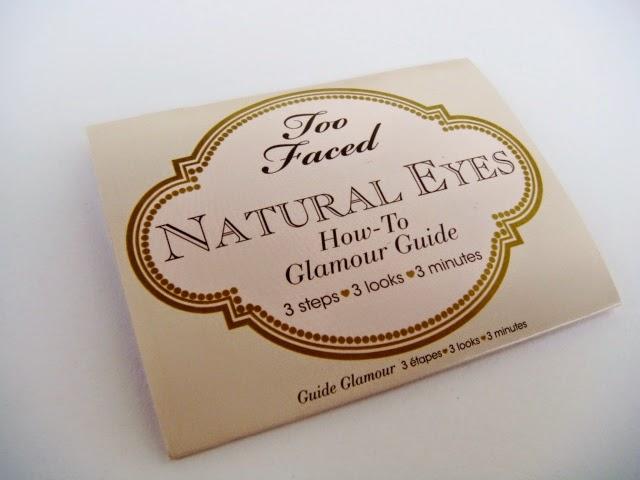 Too
Faced
NATURAL EYES
How-To
Glamour Guide
3 steps♥3 looks♥3 minutes
Guide Glamour 3 étapes♥3 looks♥3 minutes